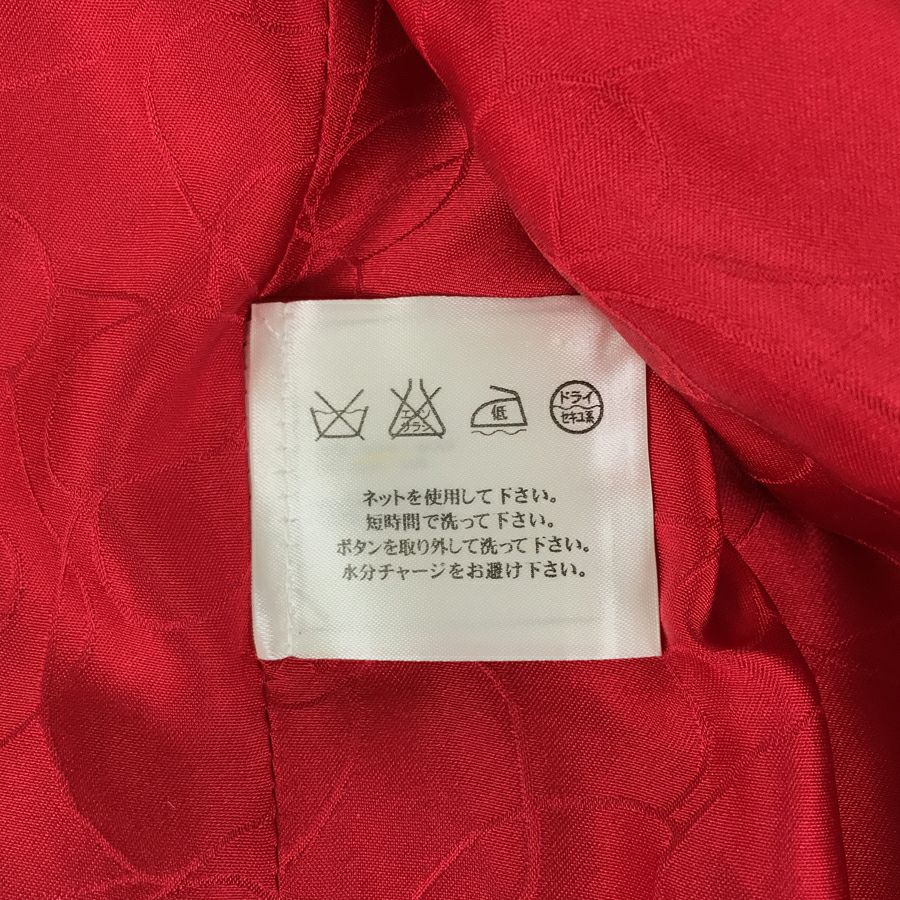 エンソ
サラシ
低
ドライ
セキユ系
ネットを使用して下さい。
短時間で洗って下さい。
ボタンを取り外して洗って下さい。
水分チャージをお避け下さい。